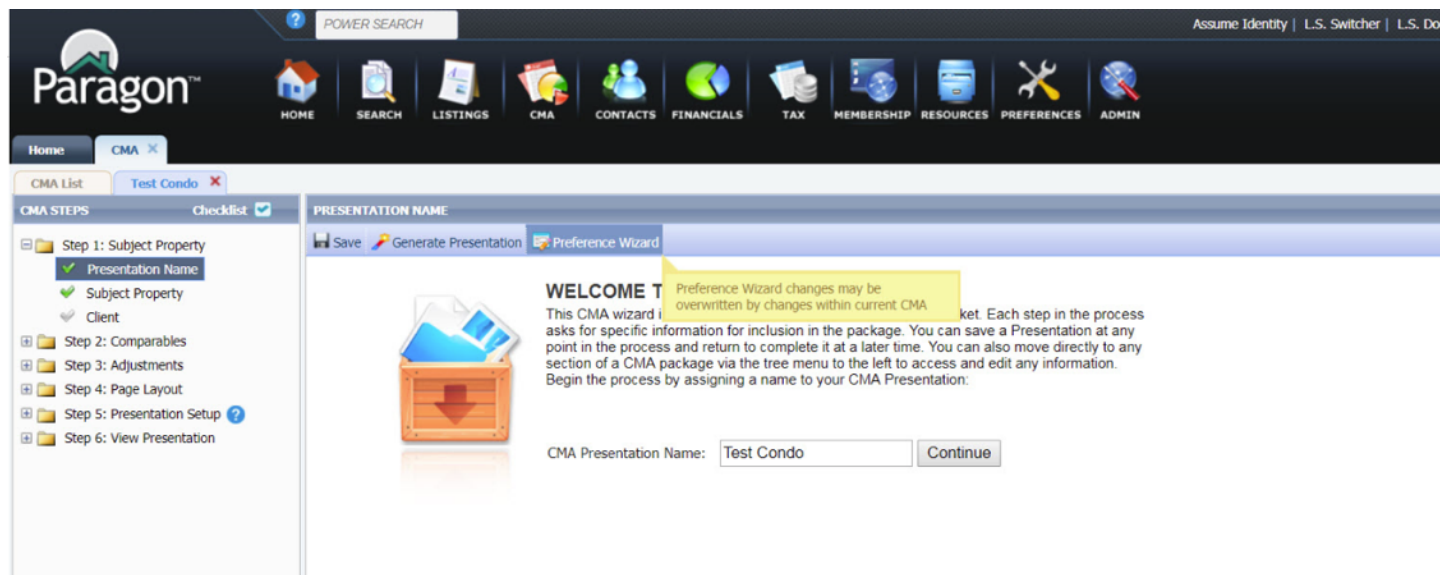 POWER SEARCH
Assume Identity | L.S. Switcher | L.S. Do
Paragon™
HOME
SEARCH
LISTINGS
CMA
CONTACTS
FINANCIALS
TAX
MEMBERSHIP
RESOURCES
PREFERENCES
ADMIN
Home
CMA
CMA List
Test Condo
CMA STEPS
Checklist
PRESENTATION NAME
Step 1: Subject Property
Presentation Name
Subject Property
Client
Step 2: Comparables
Step 3: Adjustments
Step 4: Page Layout
Step 5: Presentation Setup
Step 6: View Presentation
Save
Generate Presentation
Preference Wizard
Preference Wizard changes may be
overwritten by changes within current CMA
WELCOME T
This CMA wizard i ket. Each step in the process
asks for specific information for inclusion in the package. You can save a Presentation at any
point in the process and return to complete it at a later time. You can also move directly to any
section of a CMA package via the tree menu to the left to access and edit any information.
Begin the process by assigning a name to your CMA Presentation:
CMA Presentation Name: Test Condo Continue